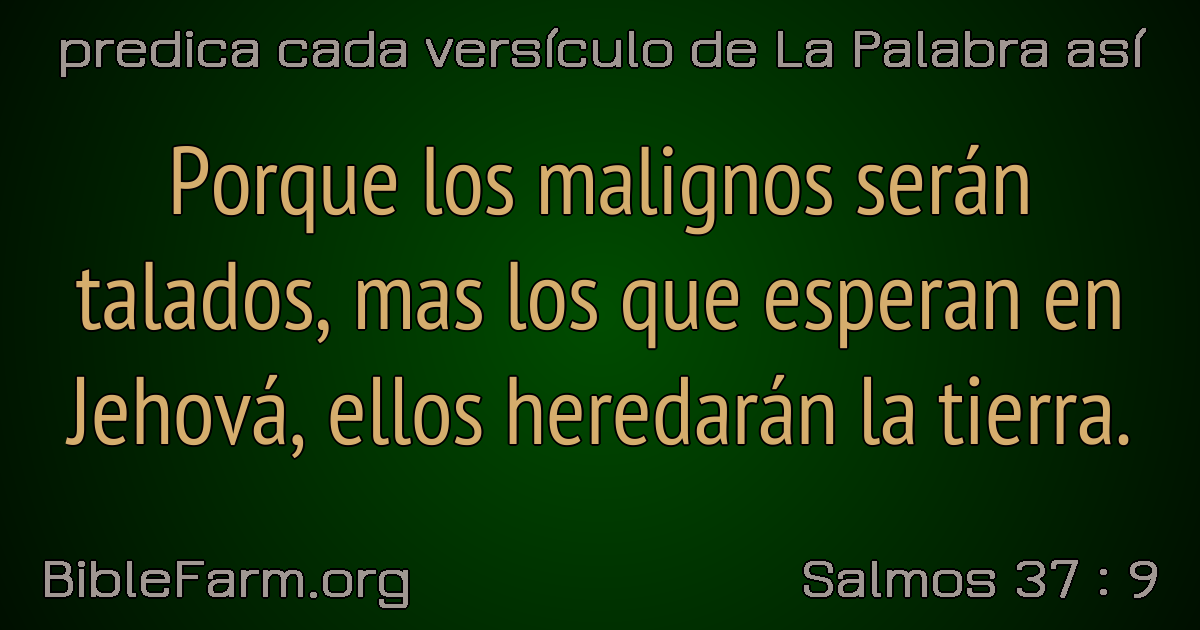 predica cada versículo de La Palabra así
Porque los malignos serán
talados, mas los que esperan en
Jehová, ellos heredarán la tierra.
BibleFarm.org
Salmos 37 : 9